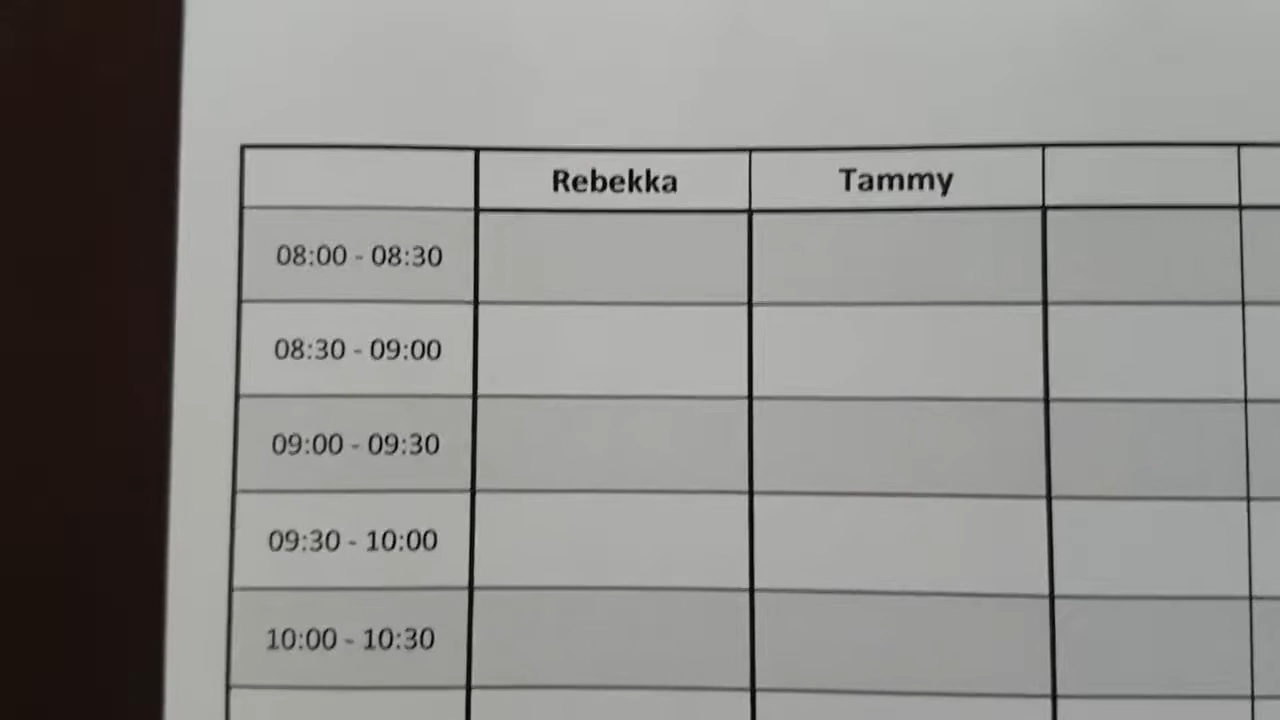 Rebekka Tammy
08:00 - 08:30
08:30 - 09:00
09:00 - 09:30
09:30 - 10:00
10:00 - 10:30